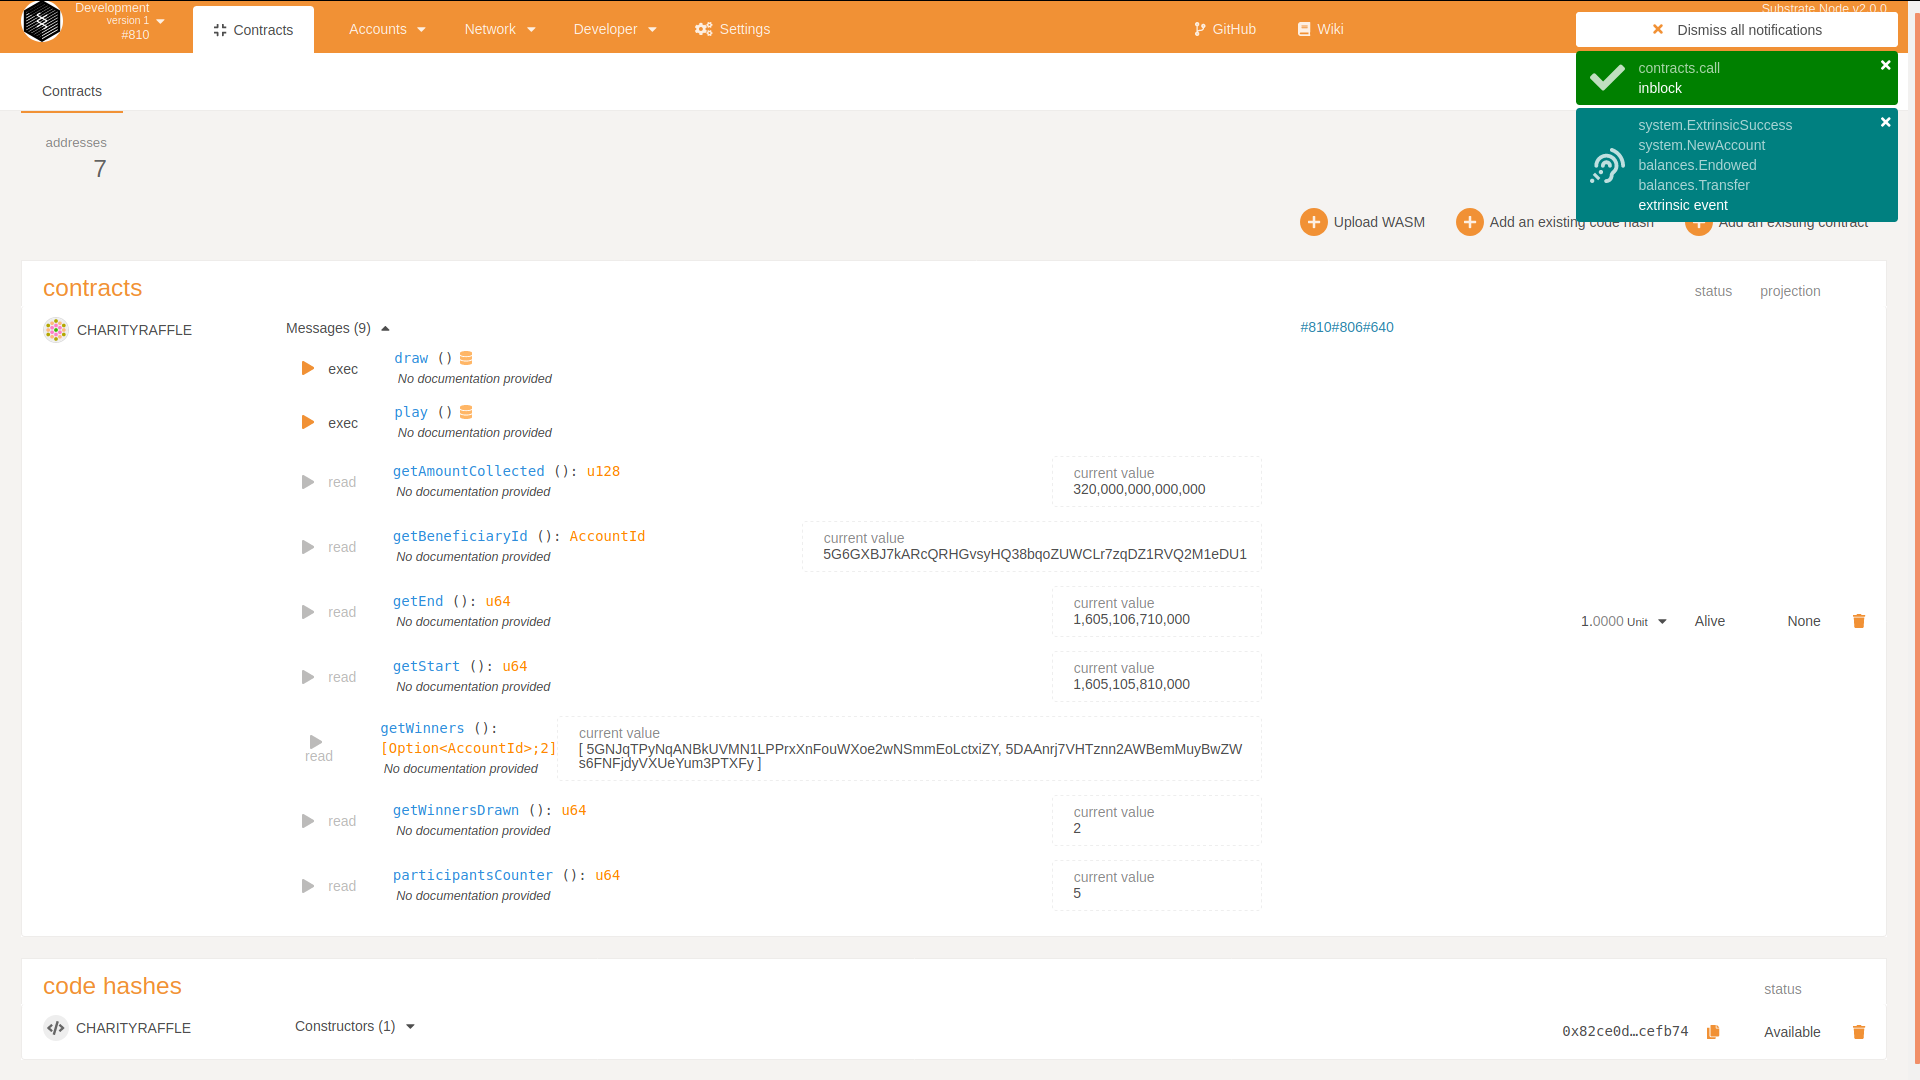 Development
version 1
#810
Contracts
Accounts
Network
Developer
Settings
GitHub
Wiki
Substrate Node v2.0.0
Dismiss all notifications
contracts.call
inblock
system.ExtrinsicSuccess
system.NewAccount
balances.Endowed
balances.Transfer
extrinsic event
Contracts
addresses
7
Upload WASM
Add an existing code hash
Add an existing contract
contracts
status
projection
CHARITYRAFFLE
Messages (9)
#810#806#640
exec
draw ()
No documentation provided
exec
play ()
No documentation provided
read
getAmountCollected (): u128
No documentation provided
current value
320,000,000,000,000
read
getBeneficiaryId (): AccountId
No documentation provided
current value
5G6GXBJ7kARcQRHGvsyHQ38bqoZUWCLr7zqDZ1RVQ2M1eDU1
read
getEnd (): u64
No documentation provided
current value
1,605,106,710,000
1.0000 Unit
Alive
None
read
getStart (): u64
No documentation provided
current value
1,605,105,810,000
read
getWinners ():
[Option<AccountId>;2]
No documentation provided
current value
[ 5GNJqTPyNqANBkUVMN1LPPrxXnFouWXoe2wNSmmEoLctxiZY, 5DAAnrj7VHTznn2AWBemMuyBwZW
s6FNFjdyVXUeYum3PTXFy ]
read
getWinnersDrawn (): u64
No documentation provided
current value
2
read
participantsCounter (): u64
No documentation provided
current value
5
code hashes
status
CHARITYRAFFLE
Constructors (1)
0x82ce0d…cefb74
Available